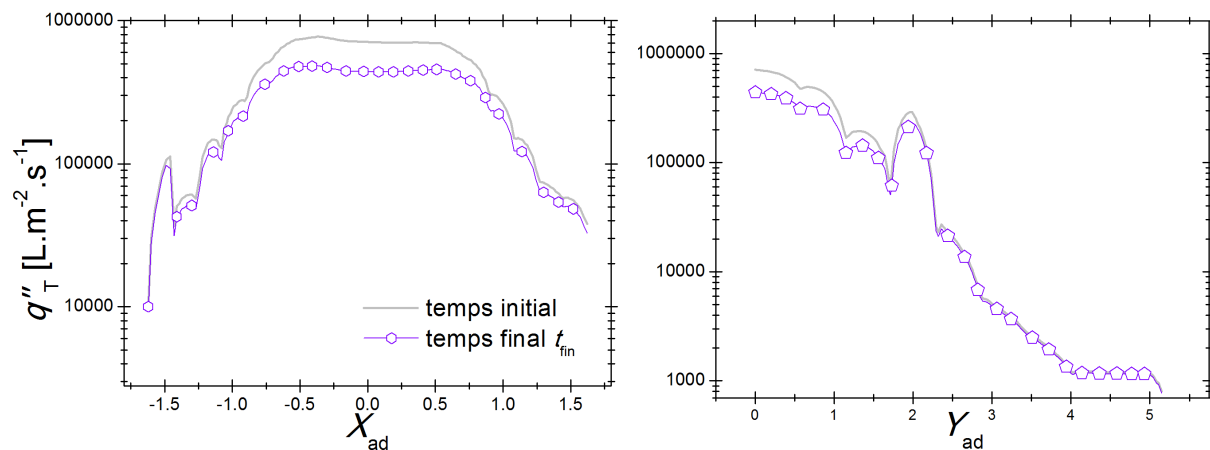 q″T [L.m-2.s-1]
1000000
100000
10000
temps initial
temps final tfin
-1.5 -1.0 -0.5 0.0 0.5 1.0 1.5
Xad
1000000
100000
10000
1000
0 1 2 3 4 5
Yad